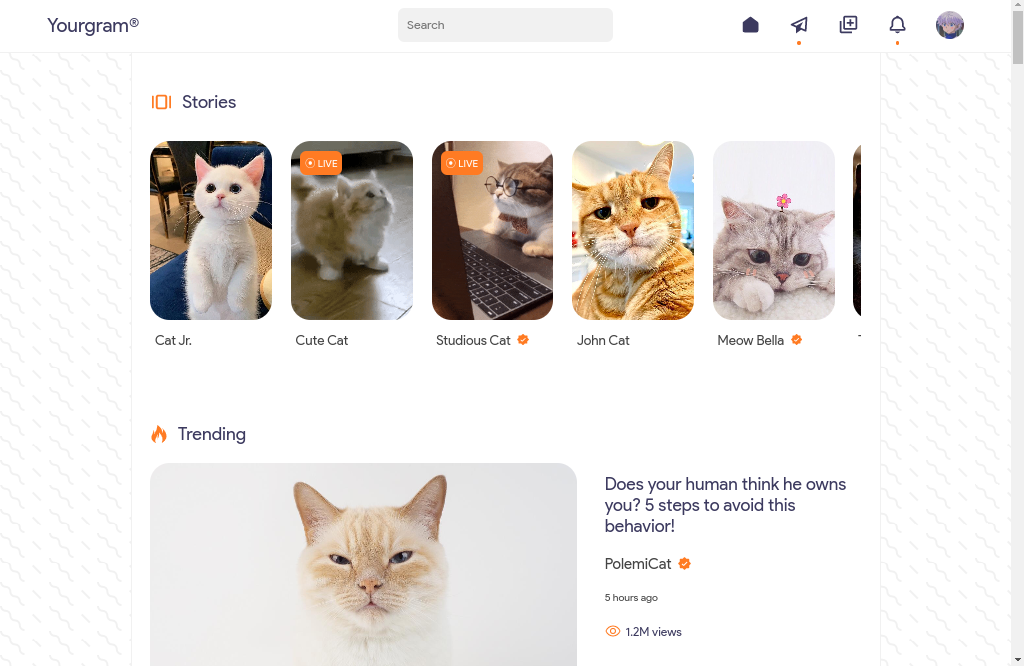 Yourgram®
Search
Stories
LIVE
LIVE
Cat Jr.
Cute Cat
Studious Cat
John Cat
Meow Bella
Trending
Does your human think he owns
you? 5 steps to avoid this
behavior!
PolemiCat
5 hours ago
1.2M views